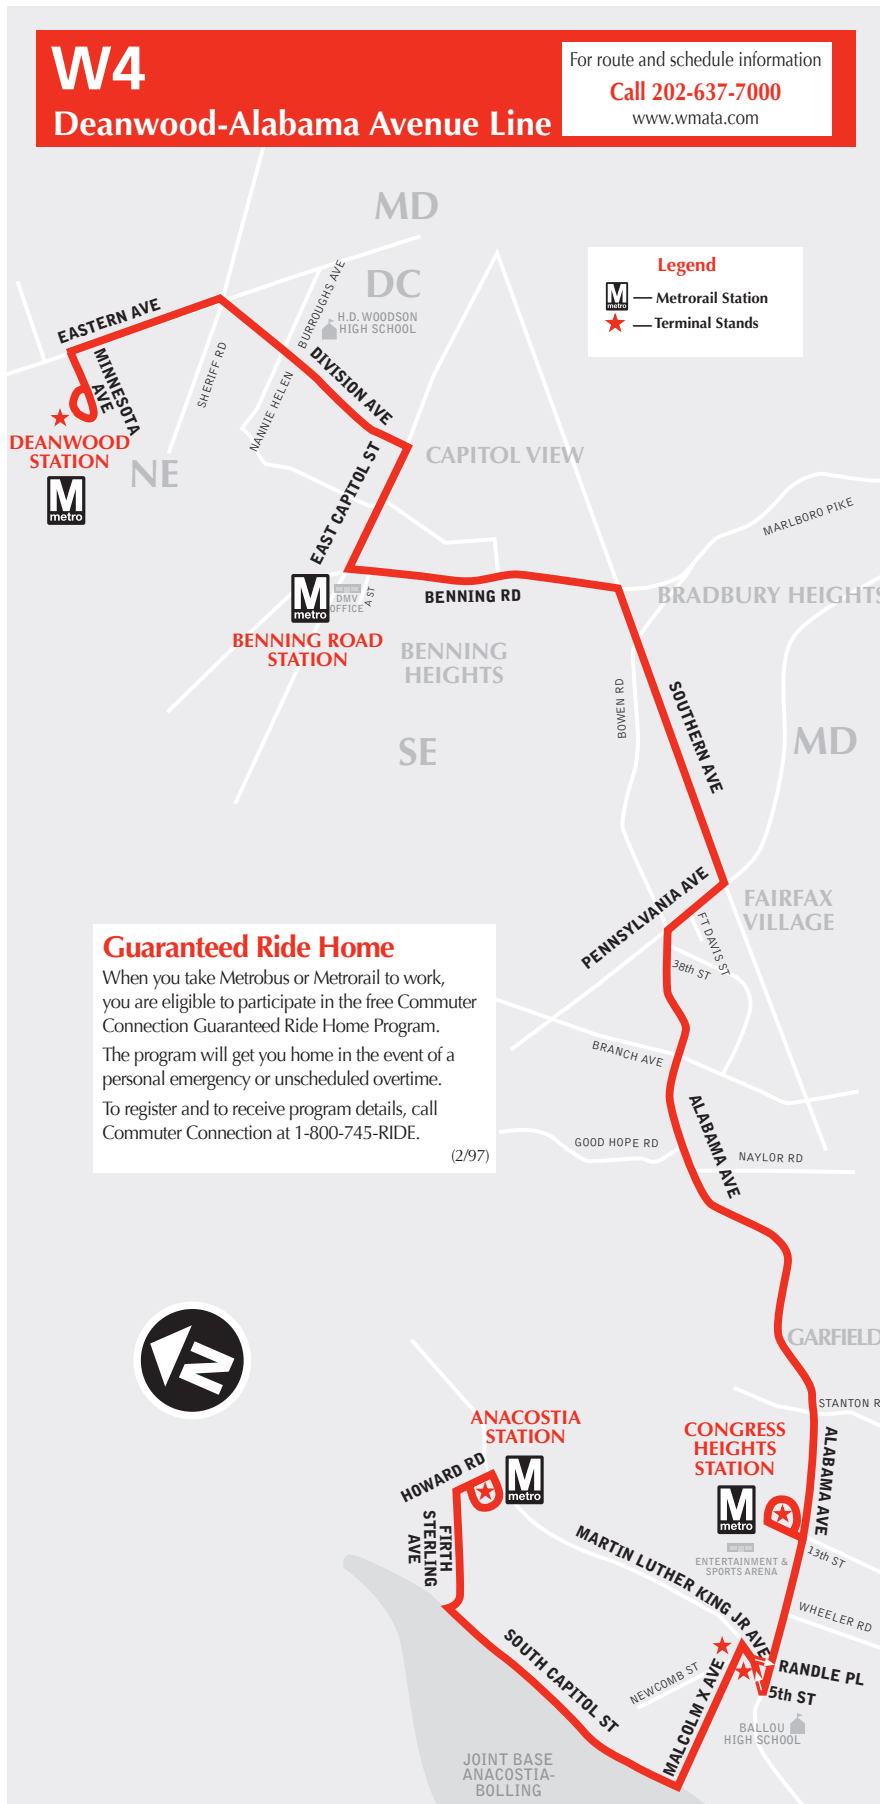 W4
Deanwood-Alabama Avenue Line
For route and schedule information
Call 202-637-7000
www.wmata.com
MD
DC
Legend
M
metro
Metrorail Station
Terminal Stands
H.D. WOODSON
HIGH SCHOOL
BURROUGHS AVE
EASTERN AVE
MINNESOTA
AVE
SHERIFF RD
NANNIE HELEN
DIVISION AVE
DEANWOOD
STATION
M
metro
NE
EAST CAPITOL ST
CAPITOL VIEW
MARLBORO PIKE
M
metro
DMV
OFFICE
A ST
BENNING RD
BRADBURY HEIGHTS
BENNING ROAD
STATION
BENNING
HEIGHTS
BOWEN RD
SOUTHERN AVE
SE
MD
PENNSYLVANIA AVE
FAIRFAX
VILLAGE
FT DAVIS ST
38th ST
Guaranteed Ride Home
When you take Metrobus or Metrorail to work,
you are eligible to participate in the free Commuter
Connection Guaranteed Ride Home Program.
The program will get you home in the event of a
personal emergency or unscheduled overtime.
To register and to receive program details, call
Commuter Connection at 1-800-745-RIDE.
(2/97)
BRANCH AVE
ALABAMA AVE
GOOD HOPE RD
NAYLOR RD
N
GARFIELD
STANTON R
ANACOSTIA
STATION
M
metro
HOWARD RD
FIRTH
STERLING
AVE
CONGRESS
HEIGHTS
STATION
M
metro
ALABAMA AVE
ENTERTAINMENT &
SPORTS ARENA
13th ST
MARTIN LUTHER KING JR AVE
WHEELER RD
SOUTH CAPITOL ST
NEWCOMB ST
MALCOLM X AVE
RANDLE PL
5th ST
BALLOU
HIGH SCHOOL
JOINT BASE
ANACOSTIA-
BOLLING